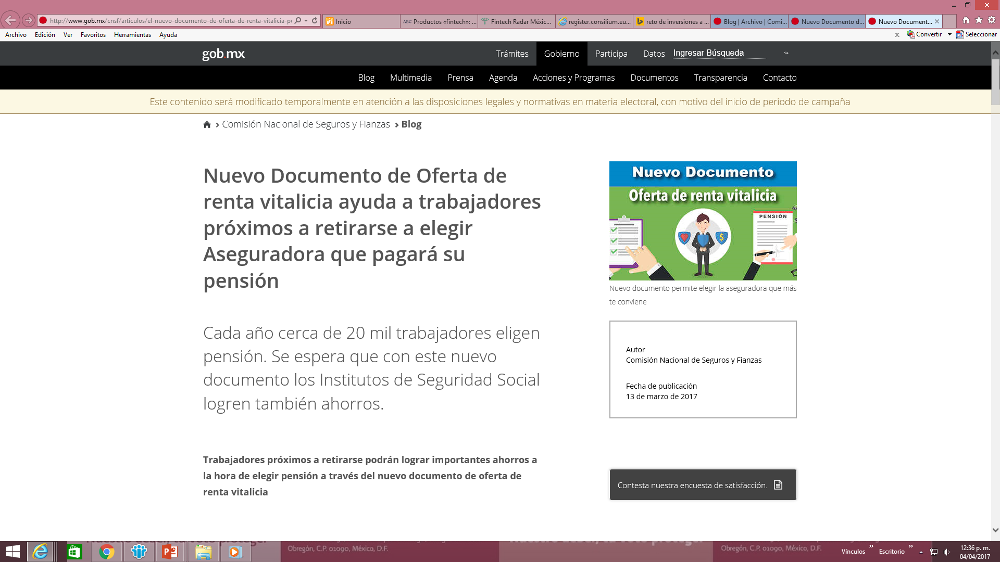 http://www.gob.mx/cnsf/articulos/el-nuevo-documento-de-oferta-de-renta-vitalicia-p
Inicio
ABC Productos «fintech»: ...
Fintech Radar Méxic...
register.consilium.eu...
reto de inversiones a ...
Blog | Archivo | Comi...
Nuevo Documento d...
Nuevo Document...
Archivo Edición Ver Favoritos Herramientas Ayuda
x Convertir Seleccionar
gob.mx
Trámites Gobierno Participa Datos Ingresar Búsqueda
Blog Multimedia Prensa Agenda Acciones y Programas Documentos Transparencia Contacto
Este contenido será modificado temporalmente en atención a las disposiciones legales y normativas en materia electoral, con motivo del inicio de periodo de campaña
Comisión Nacional de Seguros y Fianzas > Blog
Nuevo Documento de Oferta de
renta vitalicia ayuda a trabajadores
próximos a retirarse a elegir
Aseguradora que pagará su
pensión
Cada año cerca de 20 mil trabajadores eligen
pensión. Se espera que con este nuevo
documento los Institutos de Seguridad Social
logren también ahorros.
Trabajadores próximos a retirarse podrán lograr importantes ahorros a
la hora de elegir pensión a través del nuevo documento de oferta de
renta vitalicia
Nuevo Documento
Oferta de renta vitalicia
PENSIÓN
$
Nuevo documento permite elegir la aseguradora que más
te conviene
Autor
Comisión Nacional de Seguros y Fianzas
Fecha de publicación
13 de marzo de 2017
Contesta nuestra encuesta de satisfacción.
Obregón, C.P. 01090, México, D.F.
Obregón, C.P. 01090, México, D.F.
Vínculos » Escritorio »
12:36 p. m.
04/04/2017